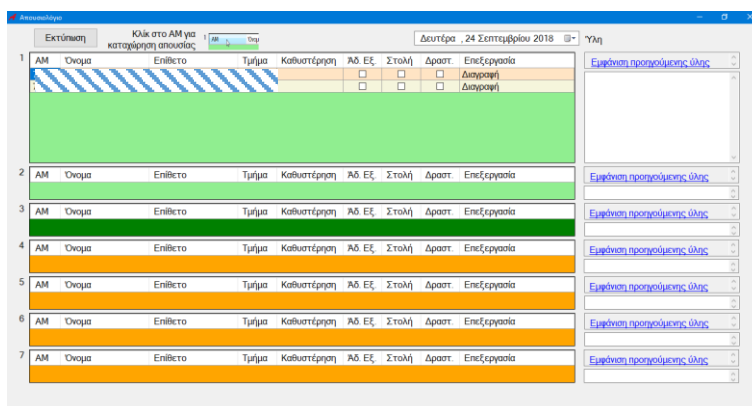 Απουσιολόγιο
Εκτύπωση
Κλίκ στο ΑΜ για
καταχώρηση απουσίας
1 ΑΜ Όνομ
Δευτέρα , 24 Σεπτεμβρίου 2018
Ύλη
1 ΑΜ Όνομα Επίθετο Τμήμα Καθυστέρηση Άδ. Εξ. Στολή Δραστ. Επεξεργασία
Εμφάνιση προηγούμενης ύλης
Διαγραφή
Διαγραφή
2 ΑΜ Όνομα Επίθετο Τμήμα Καθυστέρηση Άδ. Εξ. Στολή Δραστ. Επεξεργασία
Εμφάνιση προηγούμενης ύλης
3 ΑΜ Όνομα Επίθετο Τμήμα Καθυστέρηση Άδ. Εξ. Στολή Δραστ. Επεξεργασία
Εμφάνιση προηγούμενης ύλης
4 ΑΜ Όνομα Επίθετο Τμήμα Καθυστέρηση Άδ. Εξ. Στολή Δραστ. Επεξεργασία
Εμφάνιση προηγούμενης ύλης
5 ΑΜ Όνομα Επίθετο Τμήμα Καθυστέρηση Άδ. Εξ. Στολή Δραστ. Επεξεργασία
Εμφάνιση προηγούμενης ύλης
6 ΑΜ Όνομα Επίθετο Τμήμα Καθυστέρηση Άδ. Εξ. Στολή Δραστ. Επεξεργασία
Εμφάνιση προηγούμενης ύλης
7 ΑΜ Όνομα Επίθετο Τμήμα Καθυστέρηση Άδ. Εξ. Στολή Δραστ. Επεξεργασία
Εμφάνιση προηγούμενης ύλης